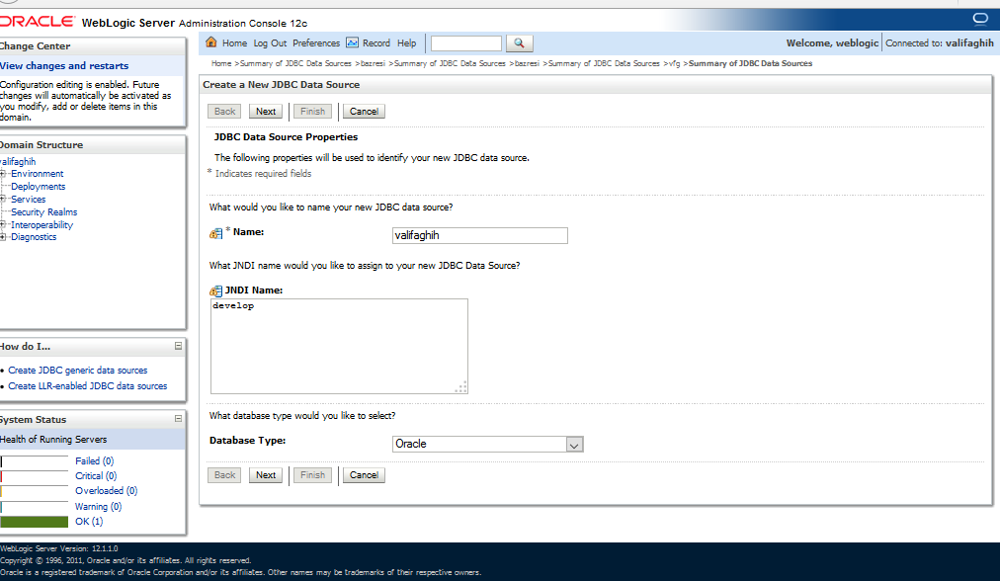 ORACLE WebLogic Server Administration Console 12c
Change Center
View changes and restarts
Configuration editing is enabled. Future
changes will automatically be activated as
you modify, add or delete items in this
domain.
Domain Structure
valifaghih
Environment
Deployments
Services
Security Realms
Interoperability
Diagnostics
How do I...
Create JDBC generic data sources
Create LLR-enabled JDBC data sources
System Status
Health of Running Servers
Failed (0)
Critical (0)
Overloaded (0)
Warning (0)
OK (1)
Home Log Out Preferences Record Help
Welcome, weblogic Connected to: valifaghih
Home >Summary of JDBC Data Sources >bazresi >Summary of JDBC Data Sources >bazresi >Summary of JDBC Data Sources >vfg >Summary of JDBC Data Sources
Create a New JDBC Data Source
Back Next Finish Cancel
JDBC Data Source Properties
The following properties will be used to identify your new JDBC data source.
* Indicates required fields
What would you like to name your new JDBC data source?
* Name: valifaghih
What JNDI name would you like to assign to your new JDBC Data Source?
JNDI Name:
develop
What database type would you like to select?
Database Type: Oracle
Back Next Finish Cancel
WebLogic Server Version: 12.1.1.0
Copyright © 1996, 2011, Oracle and/or its affiliates. All rights reserved.
Oracle is a registered trademark of Oracle Corporation and/or its affiliates. Other names may be trademarks of their respective owners.